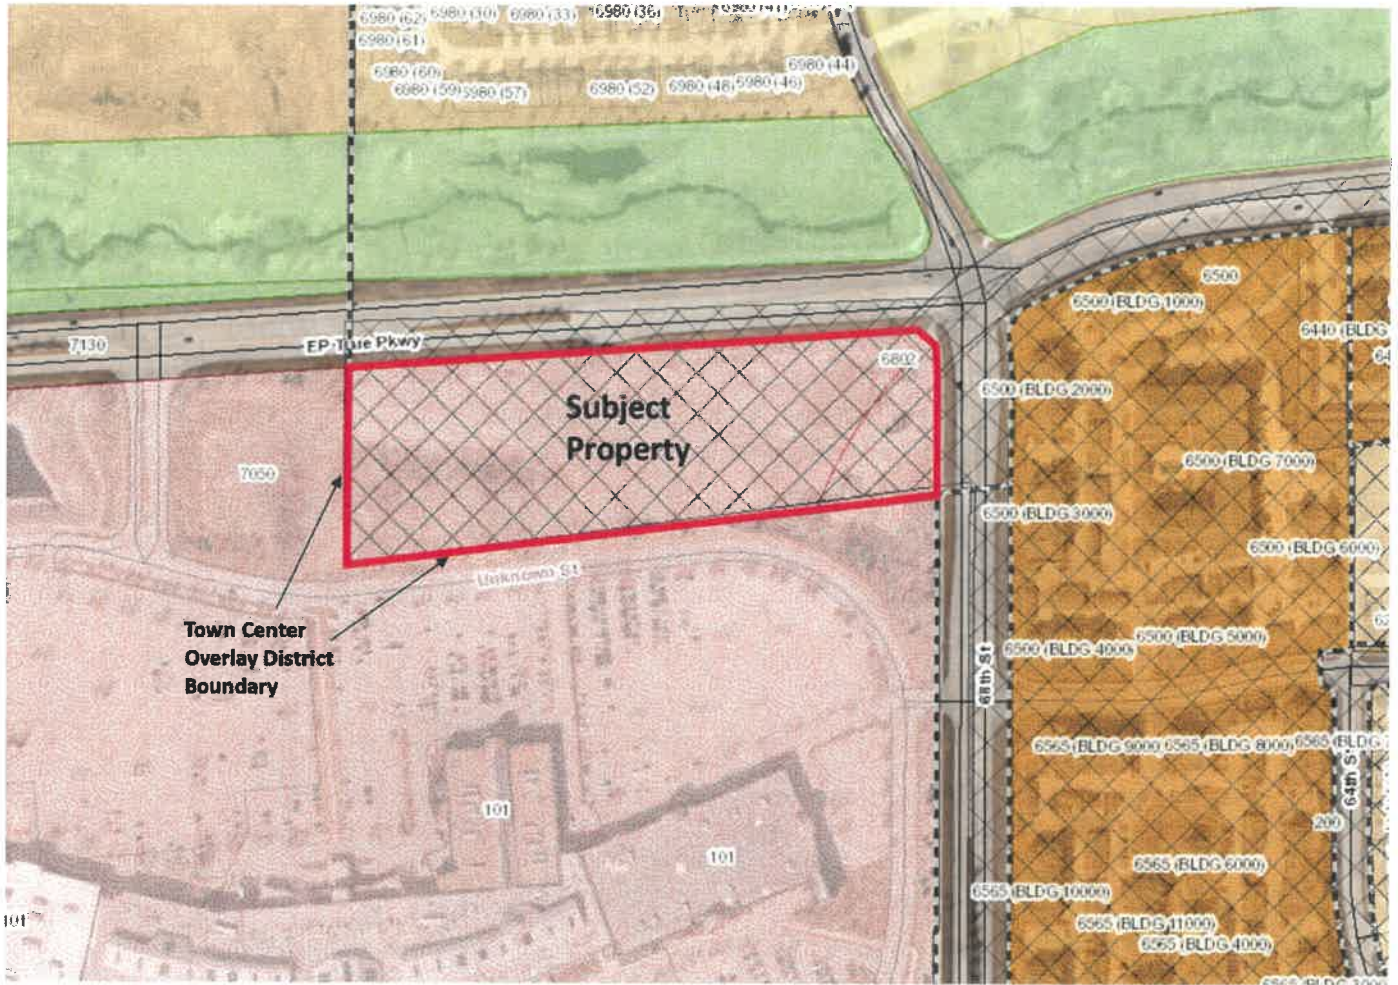 6980 (62) 6980 (30) 6980 (33) 6980 (36)
6980 (61)
6980 (60)
6980 (44)
6980 (59) 6980 (57)
6980 (52)
6980 (48) 6980 (46)
7130
EP True Pkwy
6802
6500
6500 (BLDG 1000)
6440 (BLDG
Subject
Property
6500 (BLDG 2000)
7050
6500 (BLDG 7000)
6500 (BLDG 3000)
6500 (BLDG 6000)
Unknown St
Town Center
Overlay District
Boundary
6500 (BLDG 5000)
6500 (BLDG 4000)
68th St
6565 (BLDG 9000) 6565 (BLDG 8000) 6565 (BLDG
64th St
101
200
101
6565 (BLDG 6000)
6565 (BLDG 10000)
101
6565 (BLDG 11000)
6565 (BLDG 4000)